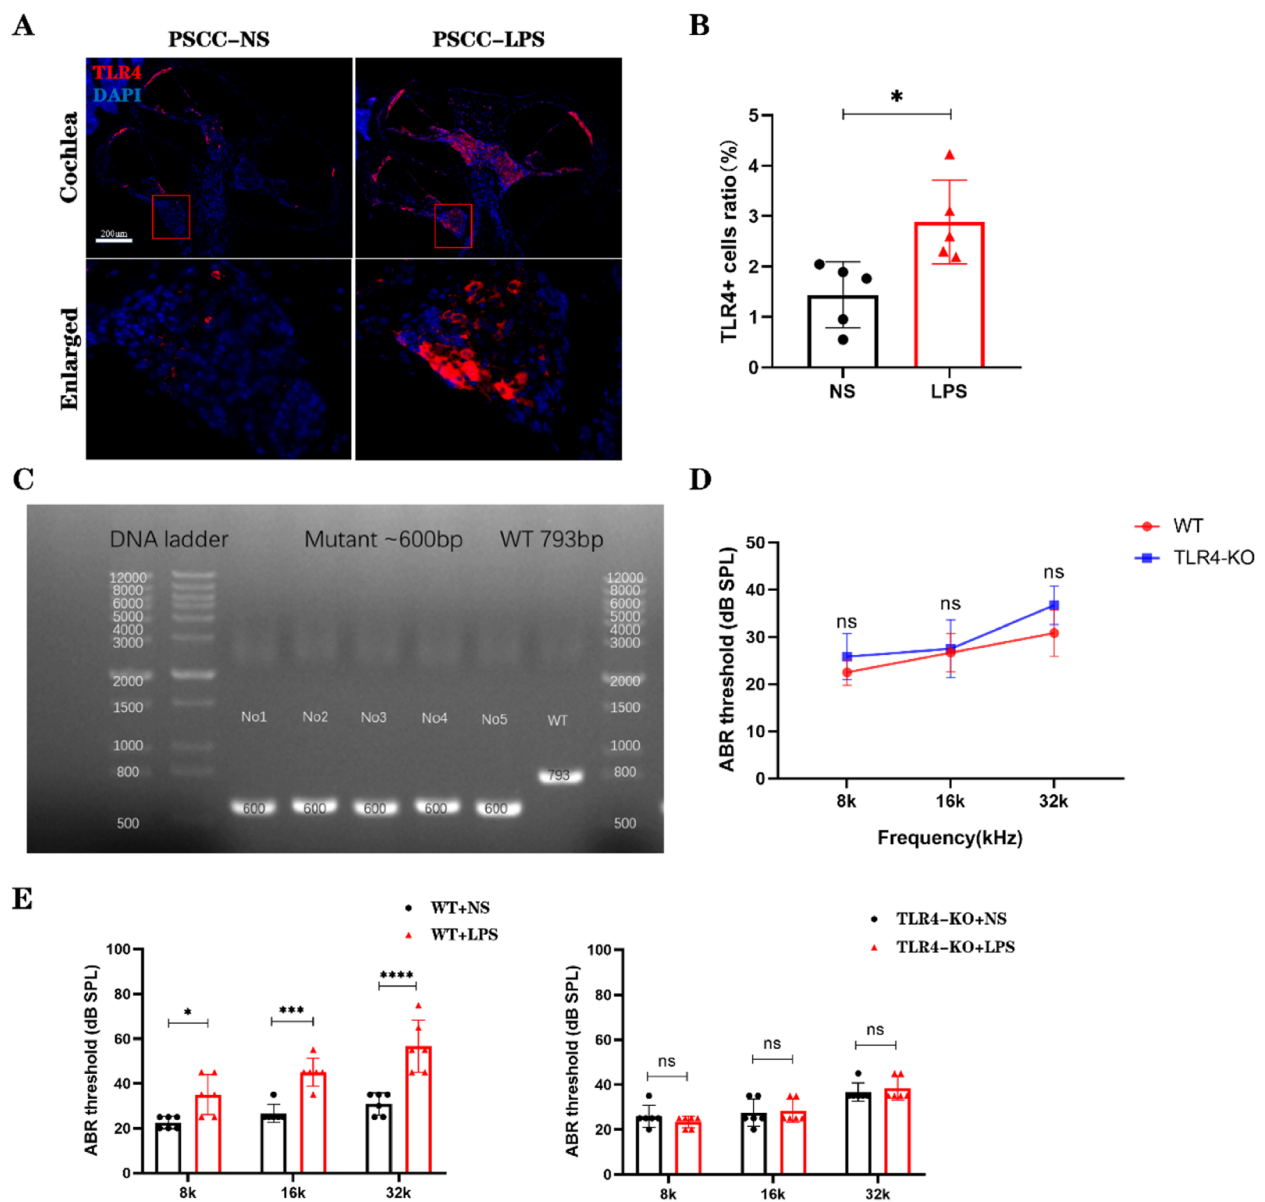 A
PSCC–NS
PSCC–LPS
TLR4
DAPI
Cochlea
200um
Enlarged
B
*
TLR4+ cells ratio(%)
5
4
3
2
1
0
NS
LPS
C
DNA ladder
Mutant ~600bp
WT 793bp
12000
8000
6000
5000
4000
3000
2000
1500
1000
800
500
No1
No2
No3
No4
No5
WT
600
600
600
600
600
793
12000
8000
6000
5000
4000
3000
2000
1500
1000
800
500
D
WT
TLR4-KO
ABR threshold (dB SPL)
50
40
30
20
10
0
ns
ns
ns
8k
16k
32k
Frequency(kHz)
E
WT+NS
WT+LPS
ABR threshold (dB SPL)
100
80
60
40
20
0
*
***
****
8k
16k
32k
TLR4–KO+NS
TLR4–KO+LPS
ABR threshold (dB SPL)
100
80
60
40
20
0
ns
ns
ns
8k
16k
32k